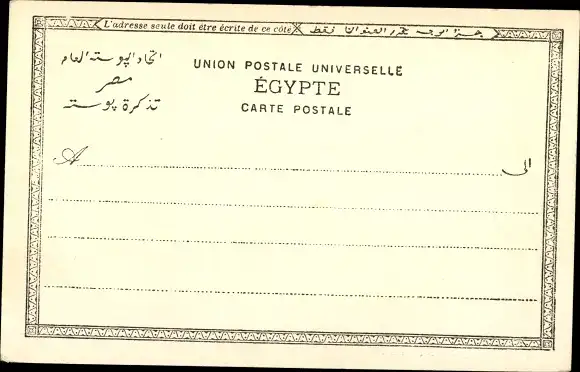 L'adresse seule doit être écrite de ce côté بهذا الوجه يحرر العنوان فقط
اتحاد البوسته العام
مصر
تذكرة بوسته
UNION POSTALE UNIVERSELLE
ÉGYPTE
CARTE POSTALE
A الى